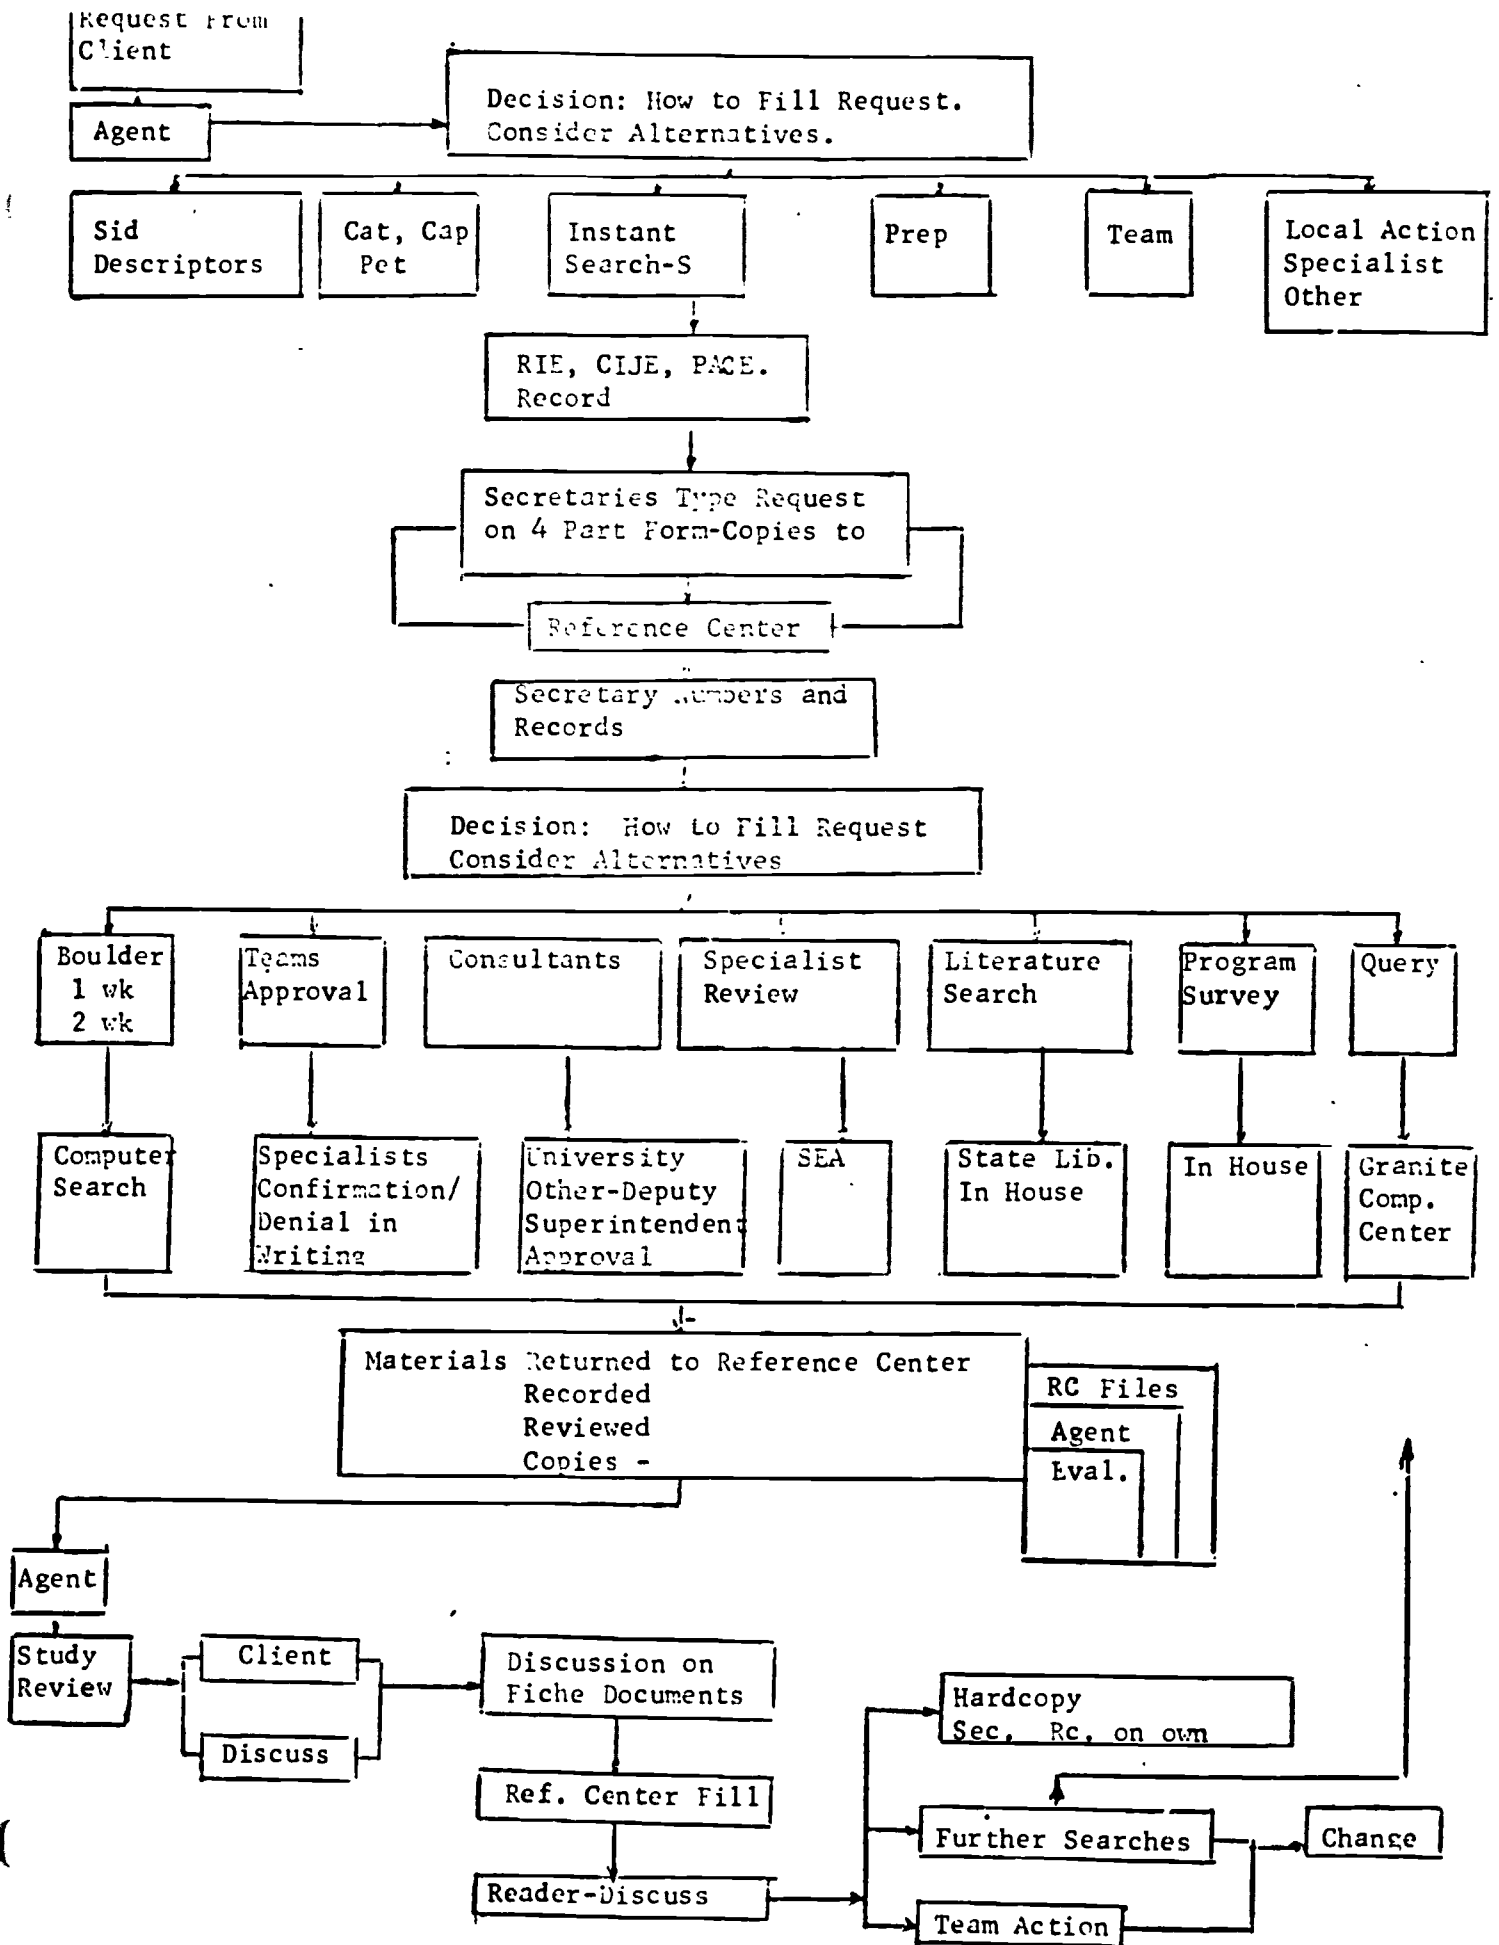 Request From
Client
Agent
Decision: How to Fill Request.
Consider Alternatives.
Sid
Descriptors
Cat, Cap
Pet
Instant
Search-S
Prep
Team
Local Action
Specialist
Other
RIE, CIJE, PACE.
Record
Secretaries Type Request
on 4 Part Form-Copies to
Reference Center
Secretary Numbers and
Records
Decision: How to Fill Request
Consider Alternatives
Boulder
1 wk
2 wk
Teams
Approval
Consultants
Specialist
Review
Literature
Search
Program
Survey
Query
Computer
Search
Specialists
Confirmation/
Denial in
Writing
University
Other-Deputy
Superintendent
Approval
SEA
State Lib.
In House
In House
Granite
Comp.
Center
Materials Returned to Reference Center
Recorded
Reviewed
Copies -
RC Files
Agent
Eval.
Agent
Study
Review
Client
Discuss
Discussion on
Fiche Documents
Ref. Center Fill
Reader-Discuss
Hardcopy
Sec. Rc. on own
Further Searches
Team Action
Change